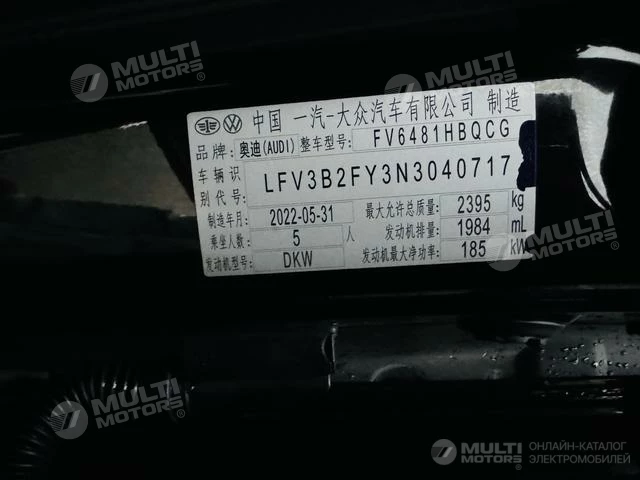 MULTI
MOTORS®
MULTI
MOTORS®
中国 一汽-大众汽车有限公司 制造
品牌: 奥迪(AUDI) 整车型号: FV6481HBQCG
车辆识
别代号: LFV3B2FY3N3040717
制造年月: 2022-05-31 最大允许总质量: 2395 kg
乘坐人数: 5 人 发动机排量: 1984 mL
发动机型号: DKW 发动机最大净功率: 185 kW
MULTI
MOTORS®
MULTI
MOTORS®
MULTI
MOTORS®
MULTI
MOTORS®
ОНЛАЙН-КАТАЛОГ
ЭЛЕКТРОМОБИЛЕЙ